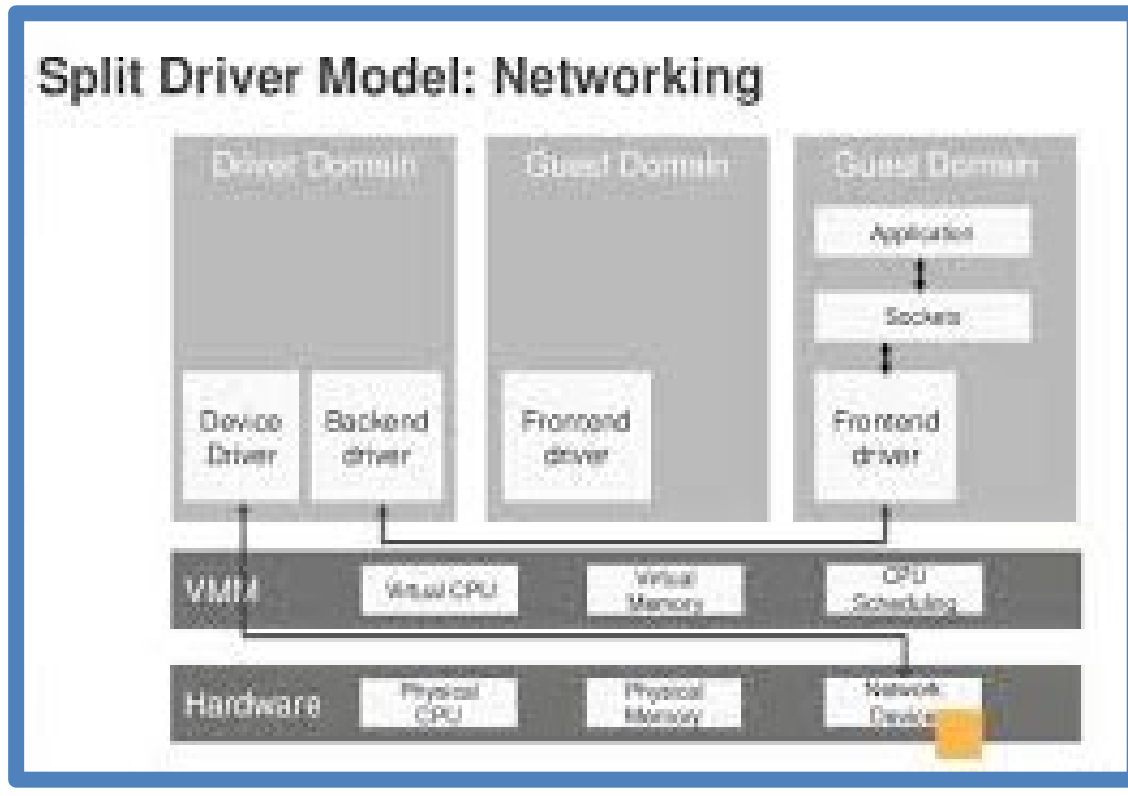 Split Driver Model: Networking
Driver Domain
Guest Domain
Guest Domain
Application
Sockets
Device
Driver
Backend
driver
Frontend
driver
Frontend
driver
VMM
Virtual CPU
Virtual
Memory
CPU
Scheduling
Hardware
Physical
CPU
Physical
Memory
Network
Device